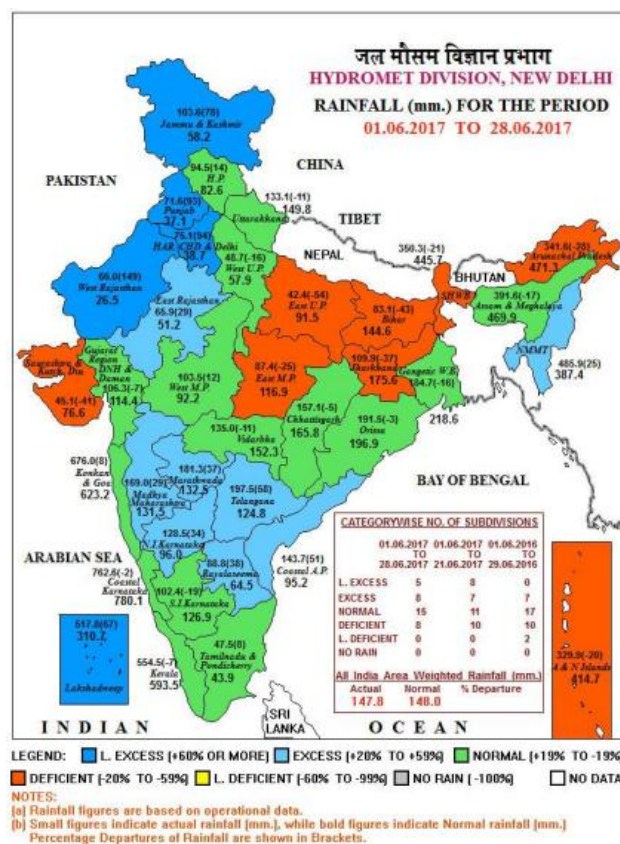 जल मौसम विज्ञान प्रभाग
HYDROMET DIVISION, NEW DELHI
RAINFALL (mm.) FOR THE PERIOD
01.06.2017 TO 28.06.2017
103.6(78)
Jammu & Kashmir
58.2
94.5(14)
H.P.
82.6
CHINA
PAKISTAN
71.6(93)
Punjab
37.1
133.1(-11)
149.8
Uttarakhand
TIBET
75.1(94)
HAR. CHD & Delhi
38.7
48.7(-16)
West U.P.
57.9
NEPAL
350.3(-21)
445.7
BHUTAN
341.6(-28)
Arunachal Pradesh
471.3
66.0(149)
West Rajasthan
26.5
East Rajasthan
65.9(29)
51.2
42.4(-54)
East U.P.
91.5
83.1(-43)
Bihar
144.6
SHWB
391.6(-17)
Assam & Meghalaya
469.9
NMMT
485.9(25)
387.4
Saurashtra &
Kutch, Diu
45.1(-41)
76.6
Gujarat
Region
DNH &
Daman
106.3(-7)
114.4
103.5(12)
West M.P.
92.2
87.4(-25)
East M.P.
116.9
109.9(-37)
Jharkhand
175.6
Gangetic W.B.
184.7(-16)
218.6
157.1(-5)
Chhattisgarh
165.8
191.5(-3)
Orissa
196.9
135.0(-11)
Vidarbha
152.3
676.0(8)
Konkan
& Goa
623.2
169.0(29)
Madhya
Maharashtra
131.5
181.3(37)
Marathwada
132.5
197.5(58)
Telangana
124.8
BAY OF BENGAL
ARABIAN SEA
128.5(34)
N.I.Karnataka
96.0
88.8(38)
Rayalaseema
64.5
143.7(51)
Coastal A.P.
95.2
762.6(-2)
Coastal
Karnataka
780.1
102.4(-19)
S.I.Karnataka
126.9
517.8(67)
310.7
Lakshadweep
554.5(-7)
Kerala
593.5
47.5(8)
Tamilnadu &
Pondicherry
43.9
SRI
LANKA
329.9(-20)
A & N Islands
414.7
CATEGORYWISE NO. OF SUBDIVISIONS
01.06.2017 01.06.2017 01.06.2016
TO TO TO
28.06.2017 21.06.2017 29.06.2016
L. EXCESS 5 8 0
EXCESS 8 7 7
NORMAL 15 11 17
DEFICIENT 8 10 10
L. DEFICIENT 0 0 2
NO RAIN 0 0 0
All India Area Weighted Rainfall (mm.)
Actual Normal % Departure
147.8 148.0
INDIAN OCEAN
LEGEND: L. EXCESS (+60% OR MORE) EXCESS (+20% TO +59%) NORMAL (+19% TO -19%)
DEFICIENT (-20% TO -59%) L. DEFICIENT (-60% TO -99%) NO RAIN (-100%) NO DATA
NOTES:
(a) Rainfall figures are based on operational data.
(b) Small figures indicate actual rainfall (mm.), while bold figures indicate Normal rainfall (mm.)
Percentage Departures of Rainfall are shown in Brackets.